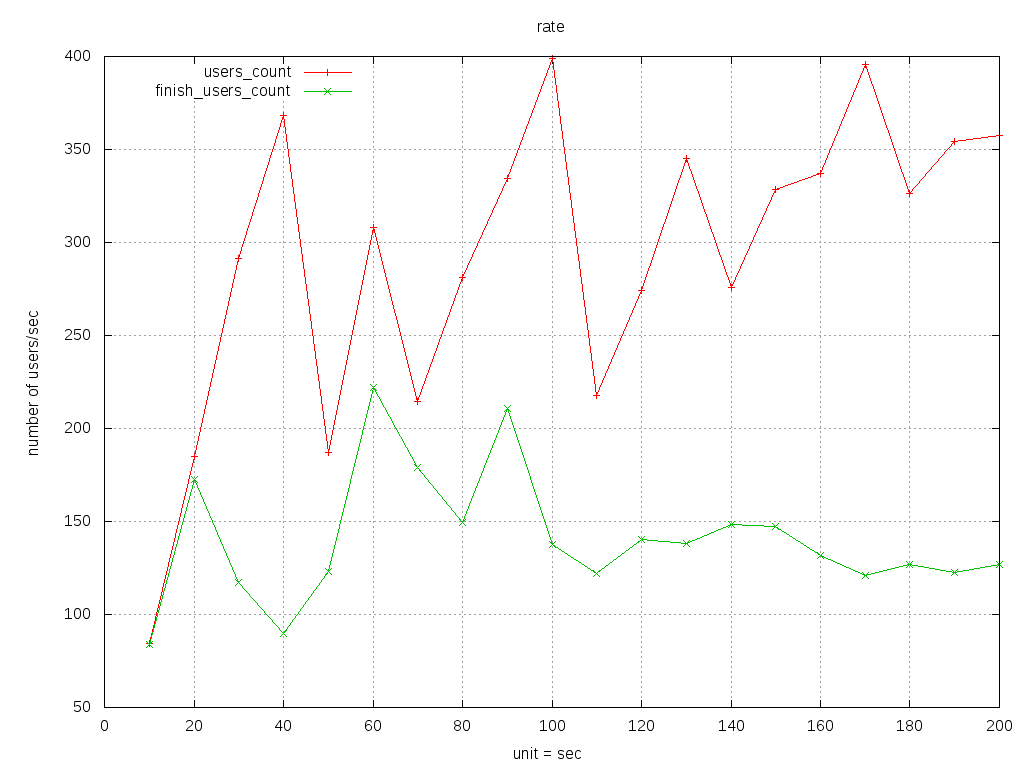 rate
users_count
finish_users_count
400
350
300
250
200
150
100
50
number of users/sec
0 20 40 60 80 100 120 140 160 180 200
unit = sec